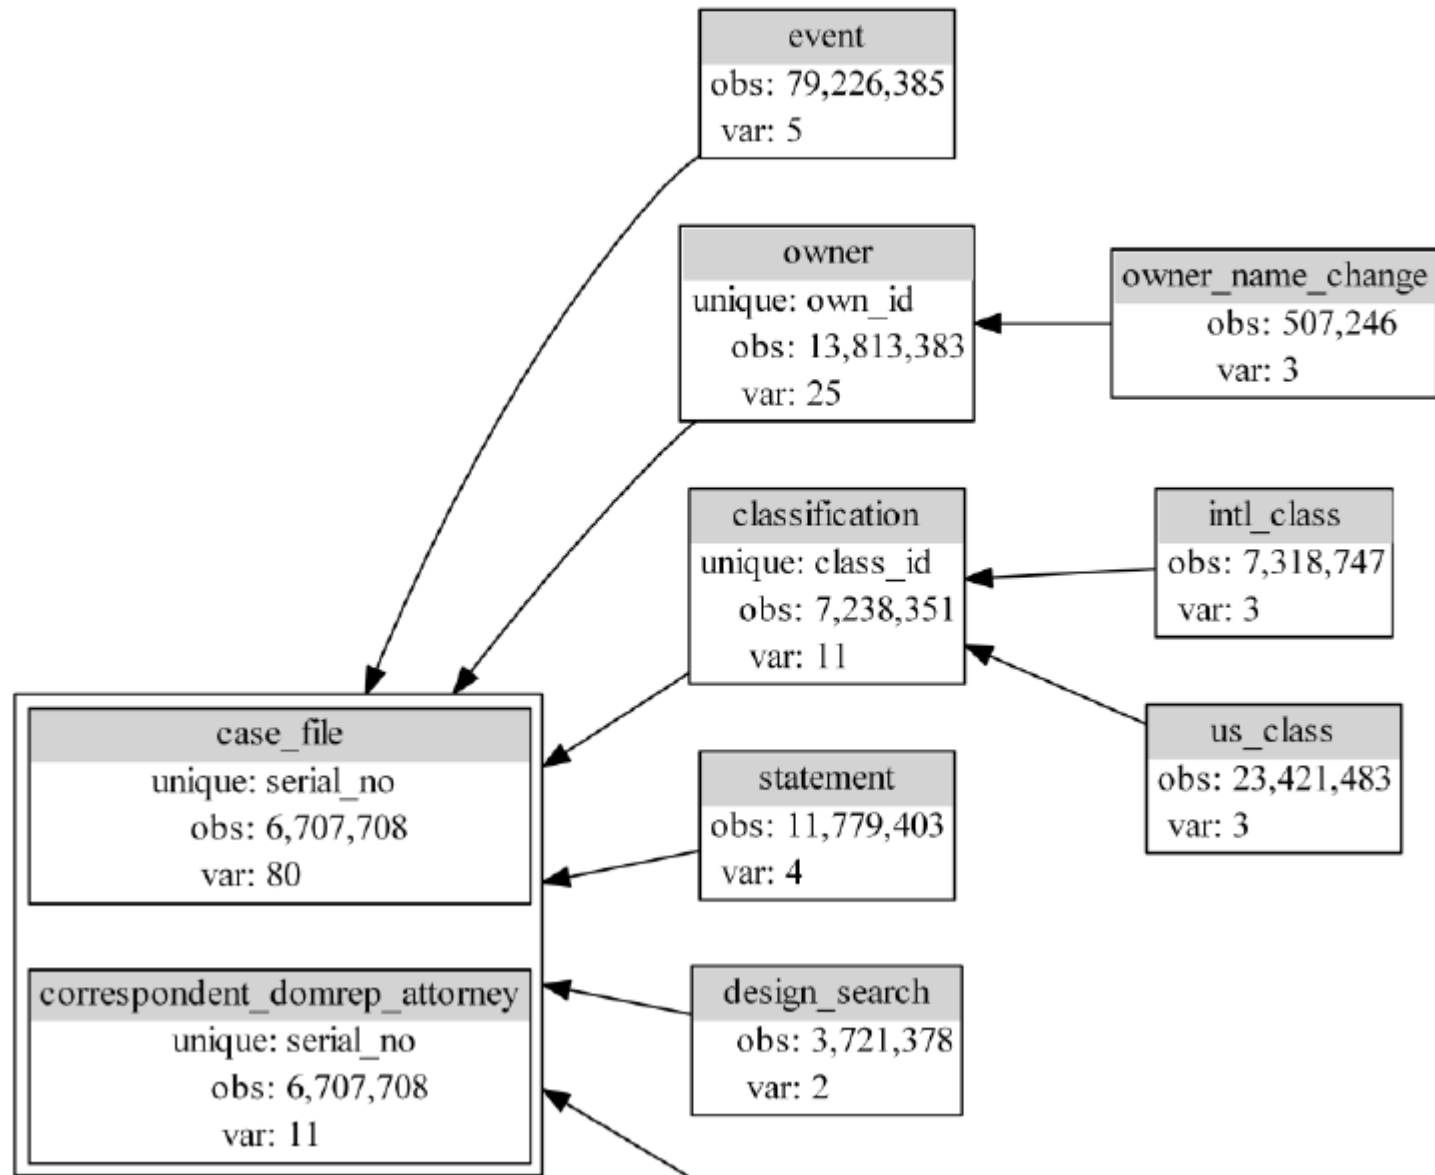 event
obs: 79,226,385
var: 5
owner
unique: own_id
obs: 13,813,383
var: 25
owner_name_change
obs: 507,246
var: 3
classification
unique: class_id
obs: 7,238,351
var: 11
intl_class
obs: 7,318,747
var: 3
us_class
obs: 23,421,483
var: 3
case_file
unique: serial_no
obs: 6,707,708
var: 80
statement
obs: 11,779,403
var: 4
correspondent_domrep_attorney
unique: serial_no
obs: 6,707,708
var: 11
design_search
obs: 3,721,378
var: 2